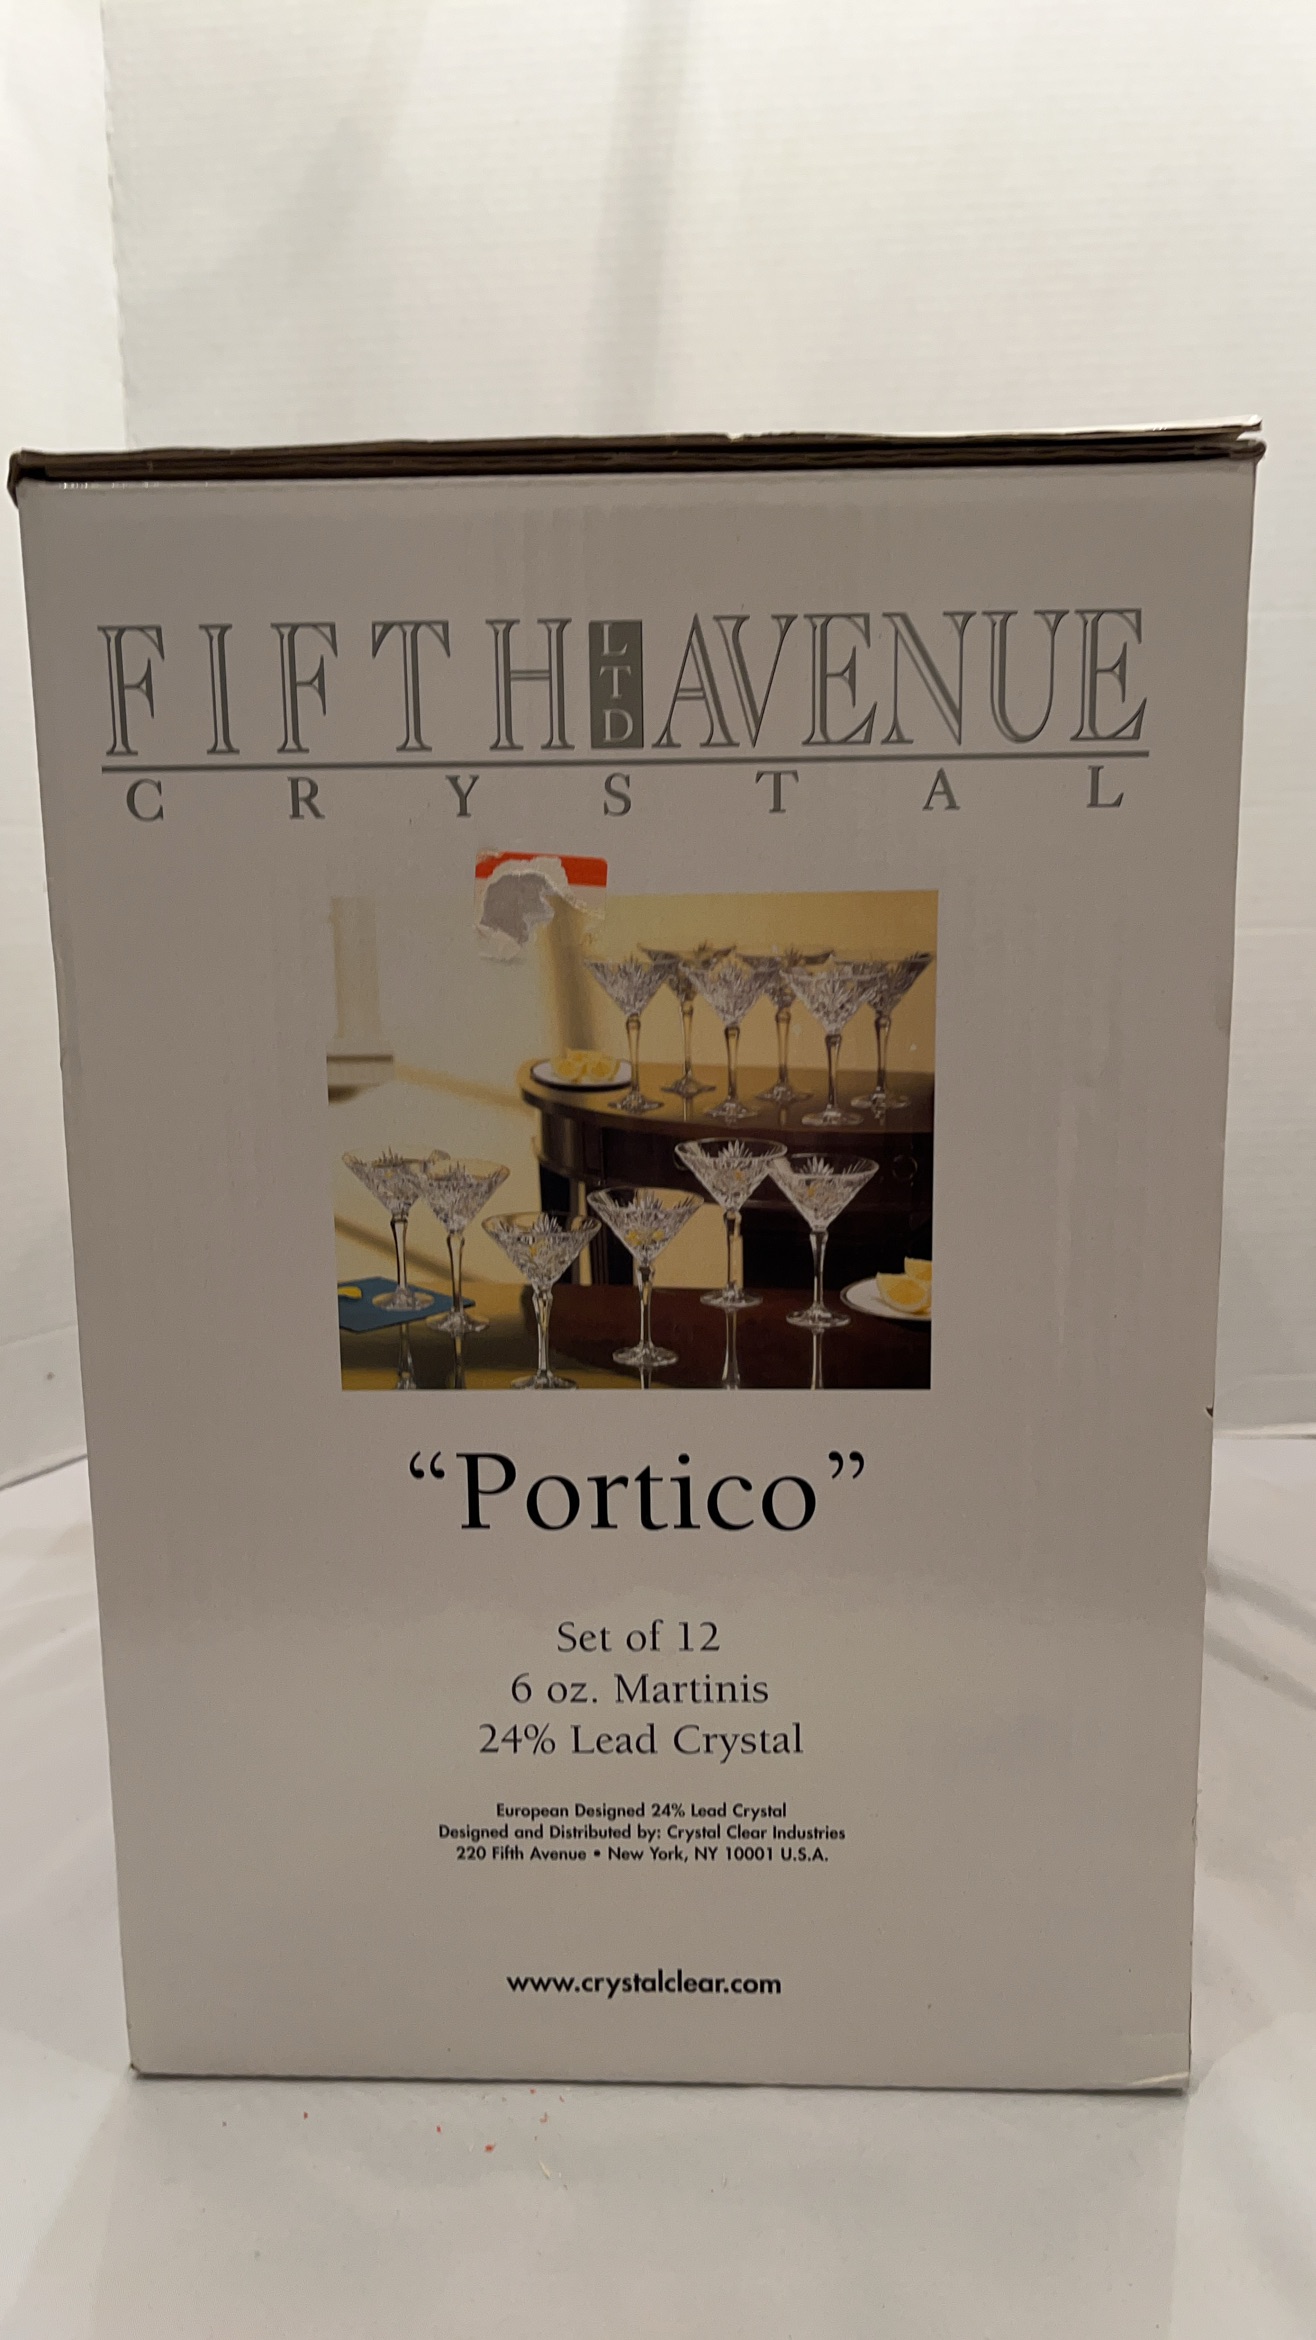 FIFTH LTD AVENUE
CRYSTAL
“Portico”
Set of 12
6 oz. Martinis
24% Lead Crystal
European Designed 24% Lead Crystal
Designed and Distributed by: Crystal Clear Industries
220 Fifth Avenue • New York, NY 10001 U.S.A.
www.crystalclear.com